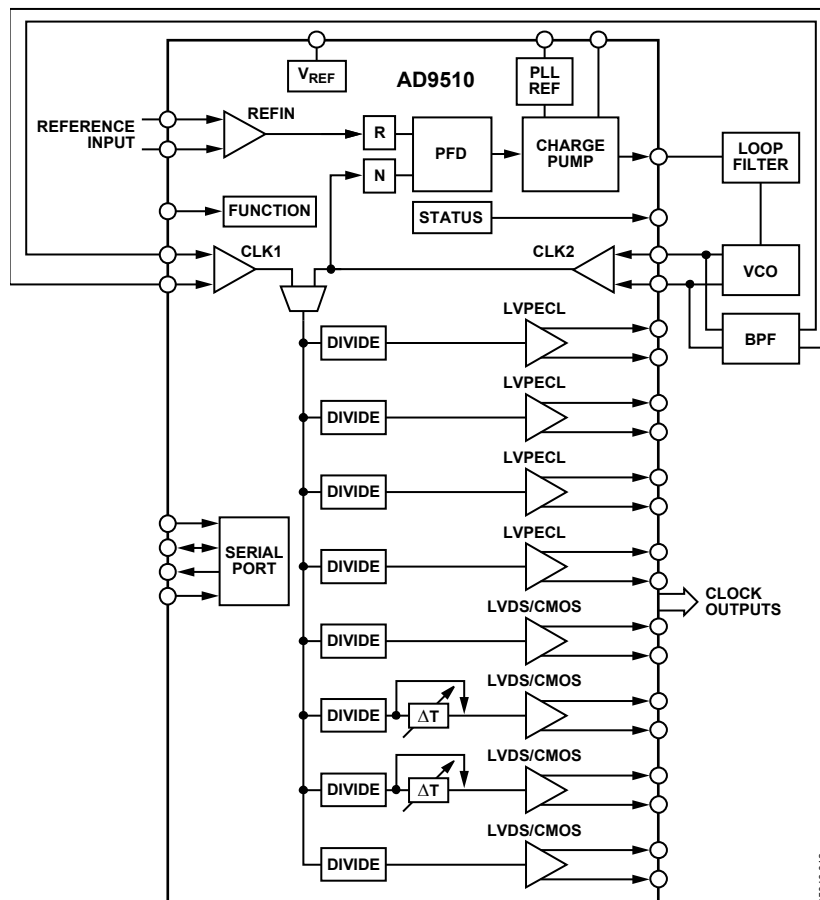 VREF
AD9510
PLL
REF
REFERENCE
INPUT
REFIN
R
N
PFD
CHARGE
PUMP
LOOP
FILTER
FUNCTION
STATUS
CLK1
CLK2
VCO
BPF
LVPECL
DIVIDE
LVPECL
DIVIDE
LVPECL
DIVIDE
LVPECL
DIVIDE
SERIAL
PORT
CLOCK
OUTPUTS
LVDS/CMOS
DIVIDE
LVDS/CMOS
DIVIDE
ΔT
LVDS/CMOS
DIVIDE
ΔT
LVDS/CMOS
DIVIDE